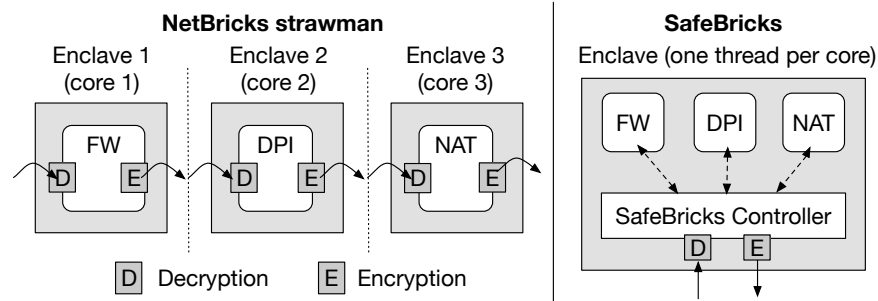 NetBricks strawman
Enclave 1
(core 1)
Enclave 2
(core 2)
Enclave 3
(core 3)
FW
D
E
DPI
D
E
NAT
D
E
D Decryption
E Encryption
SafeBricks
Enclave (one thread per core)
FW
DPI
NAT
SafeBricks Controller
D
E